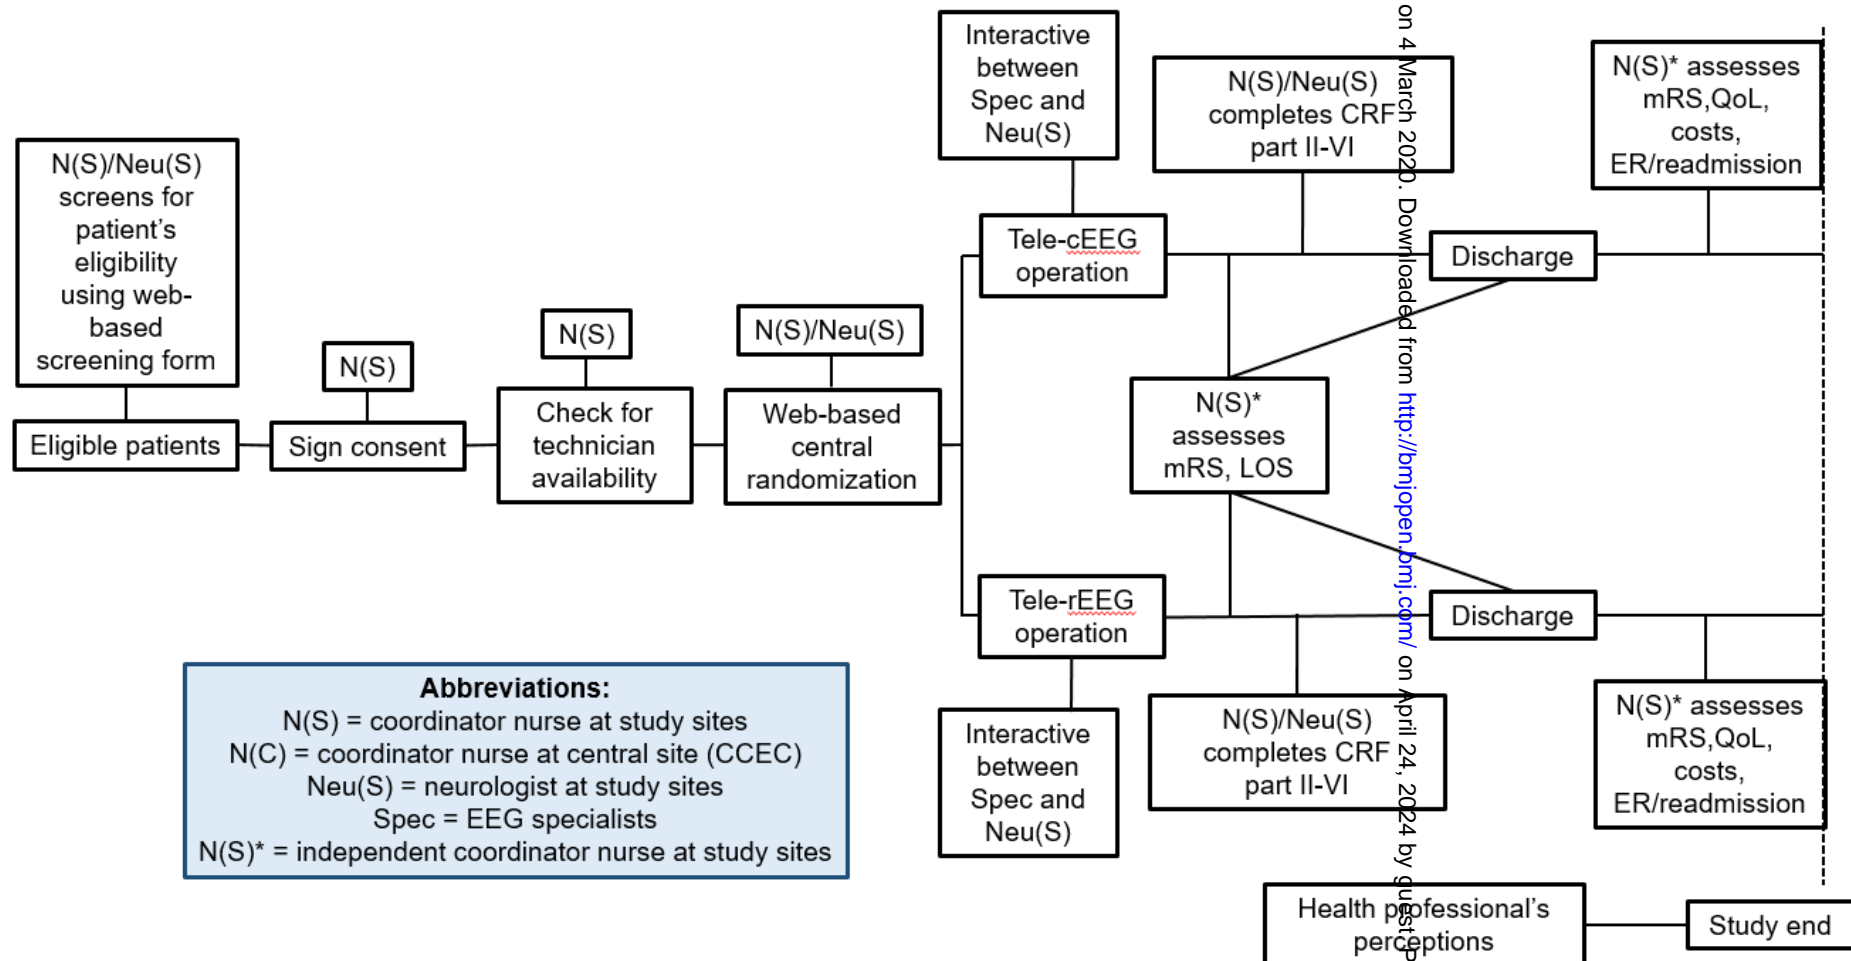 N(S)/Neu(S)
screens for
patient's
eligibility
using web-
based
screening form
Eligible patients
N(S)
Sign consent
N(S)
Check for
technician
availability
N(S)/Neu(S)
Web-based
central
randomization
Interactive
between
Spec and
Neu(S)
Tele-cEEG
operation
N(S)/Neu(S)
completes CRF
part II-VI
Discharge
N(S)* assesses
mRS,QoL,
costs,
ER/readmission
N(S)*
assesses
mRS, LOS
Tele-rEEG
operation
Interactive
between
Spec and
Neu(S)
N(S)/Neu(S)
completes CRF
part II-VI
Discharge
N(S)* assesses
mRS,QoL,
costs,
ER/readmission
Health professional's
perceptions
Study end
Abbreviations:
N(S) = coordinator nurse at study sites
N(C) = coordinator nurse at central site (CCEC)
Neu(S) = neurologist at study sites
Spec = EEG specialists
N(S)* = independent coordinator nurse at study sites
on 4 March 2020. Downloaded from http://bmjopen.bmj.com/ on April 24, 2024 by guest. P